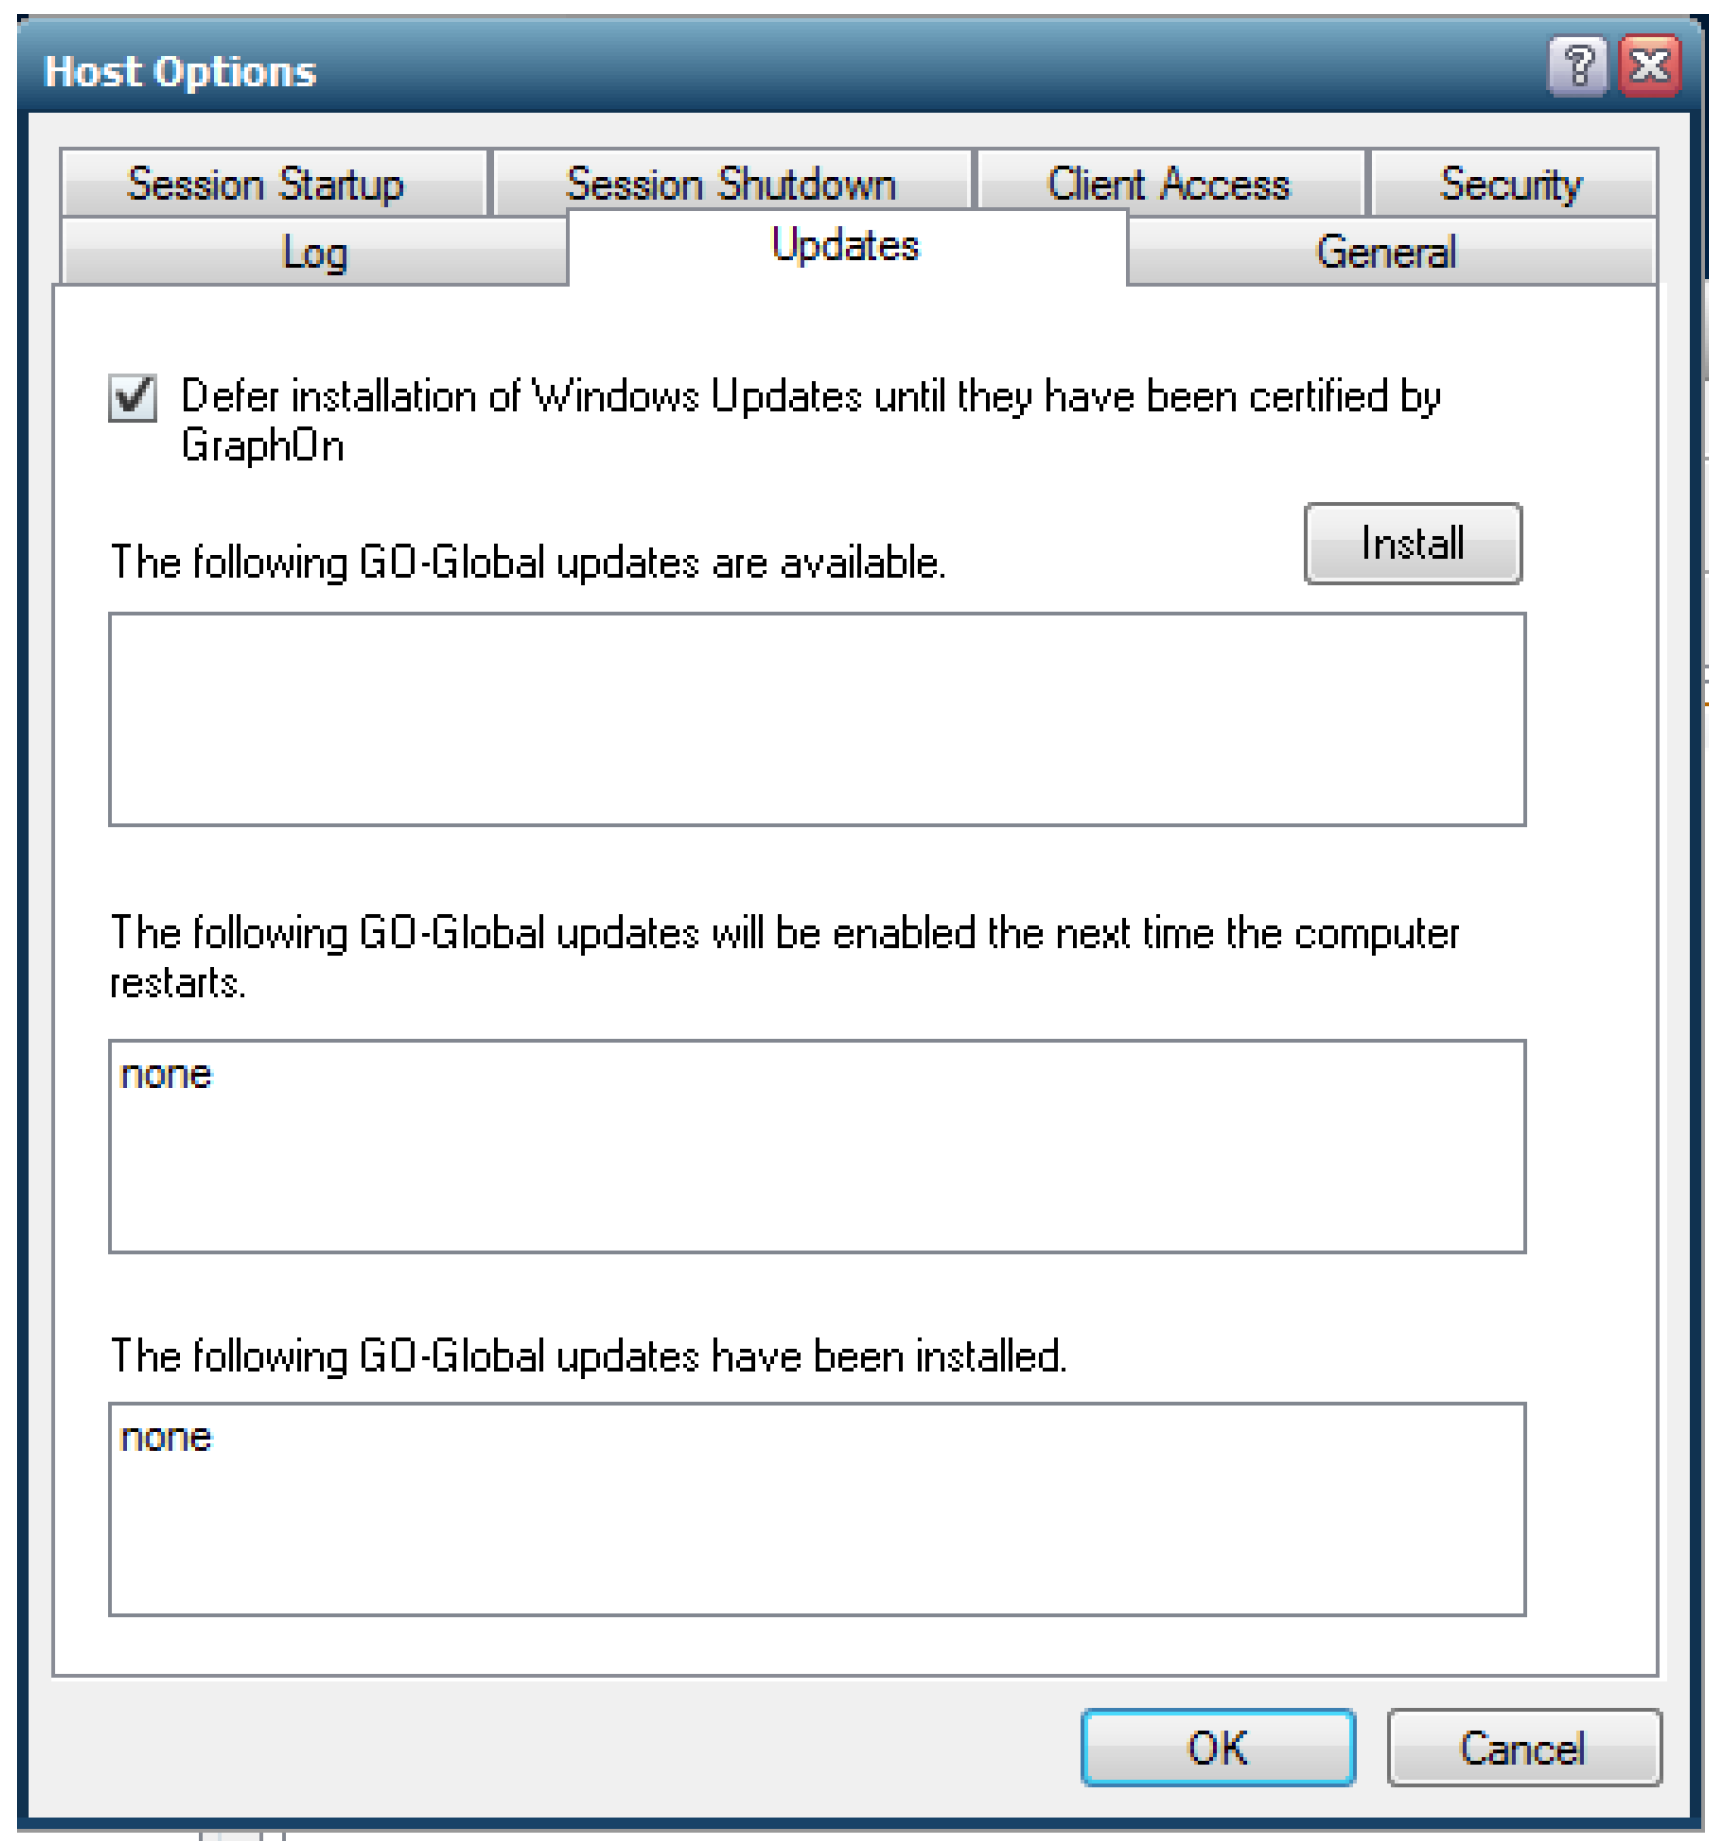 Host Options
Session Startup
Session Shutdown
Client Access
Security
Log
Updates
General
Defer installation of Windows Updates until they have been certified by
GraphOn
Install
The following GO-Global updates are available.
The following GO-Global updates will be enabled the next time the computer
restarts.
none
The following GO-Global updates have been installed.
none
OK
Cancel